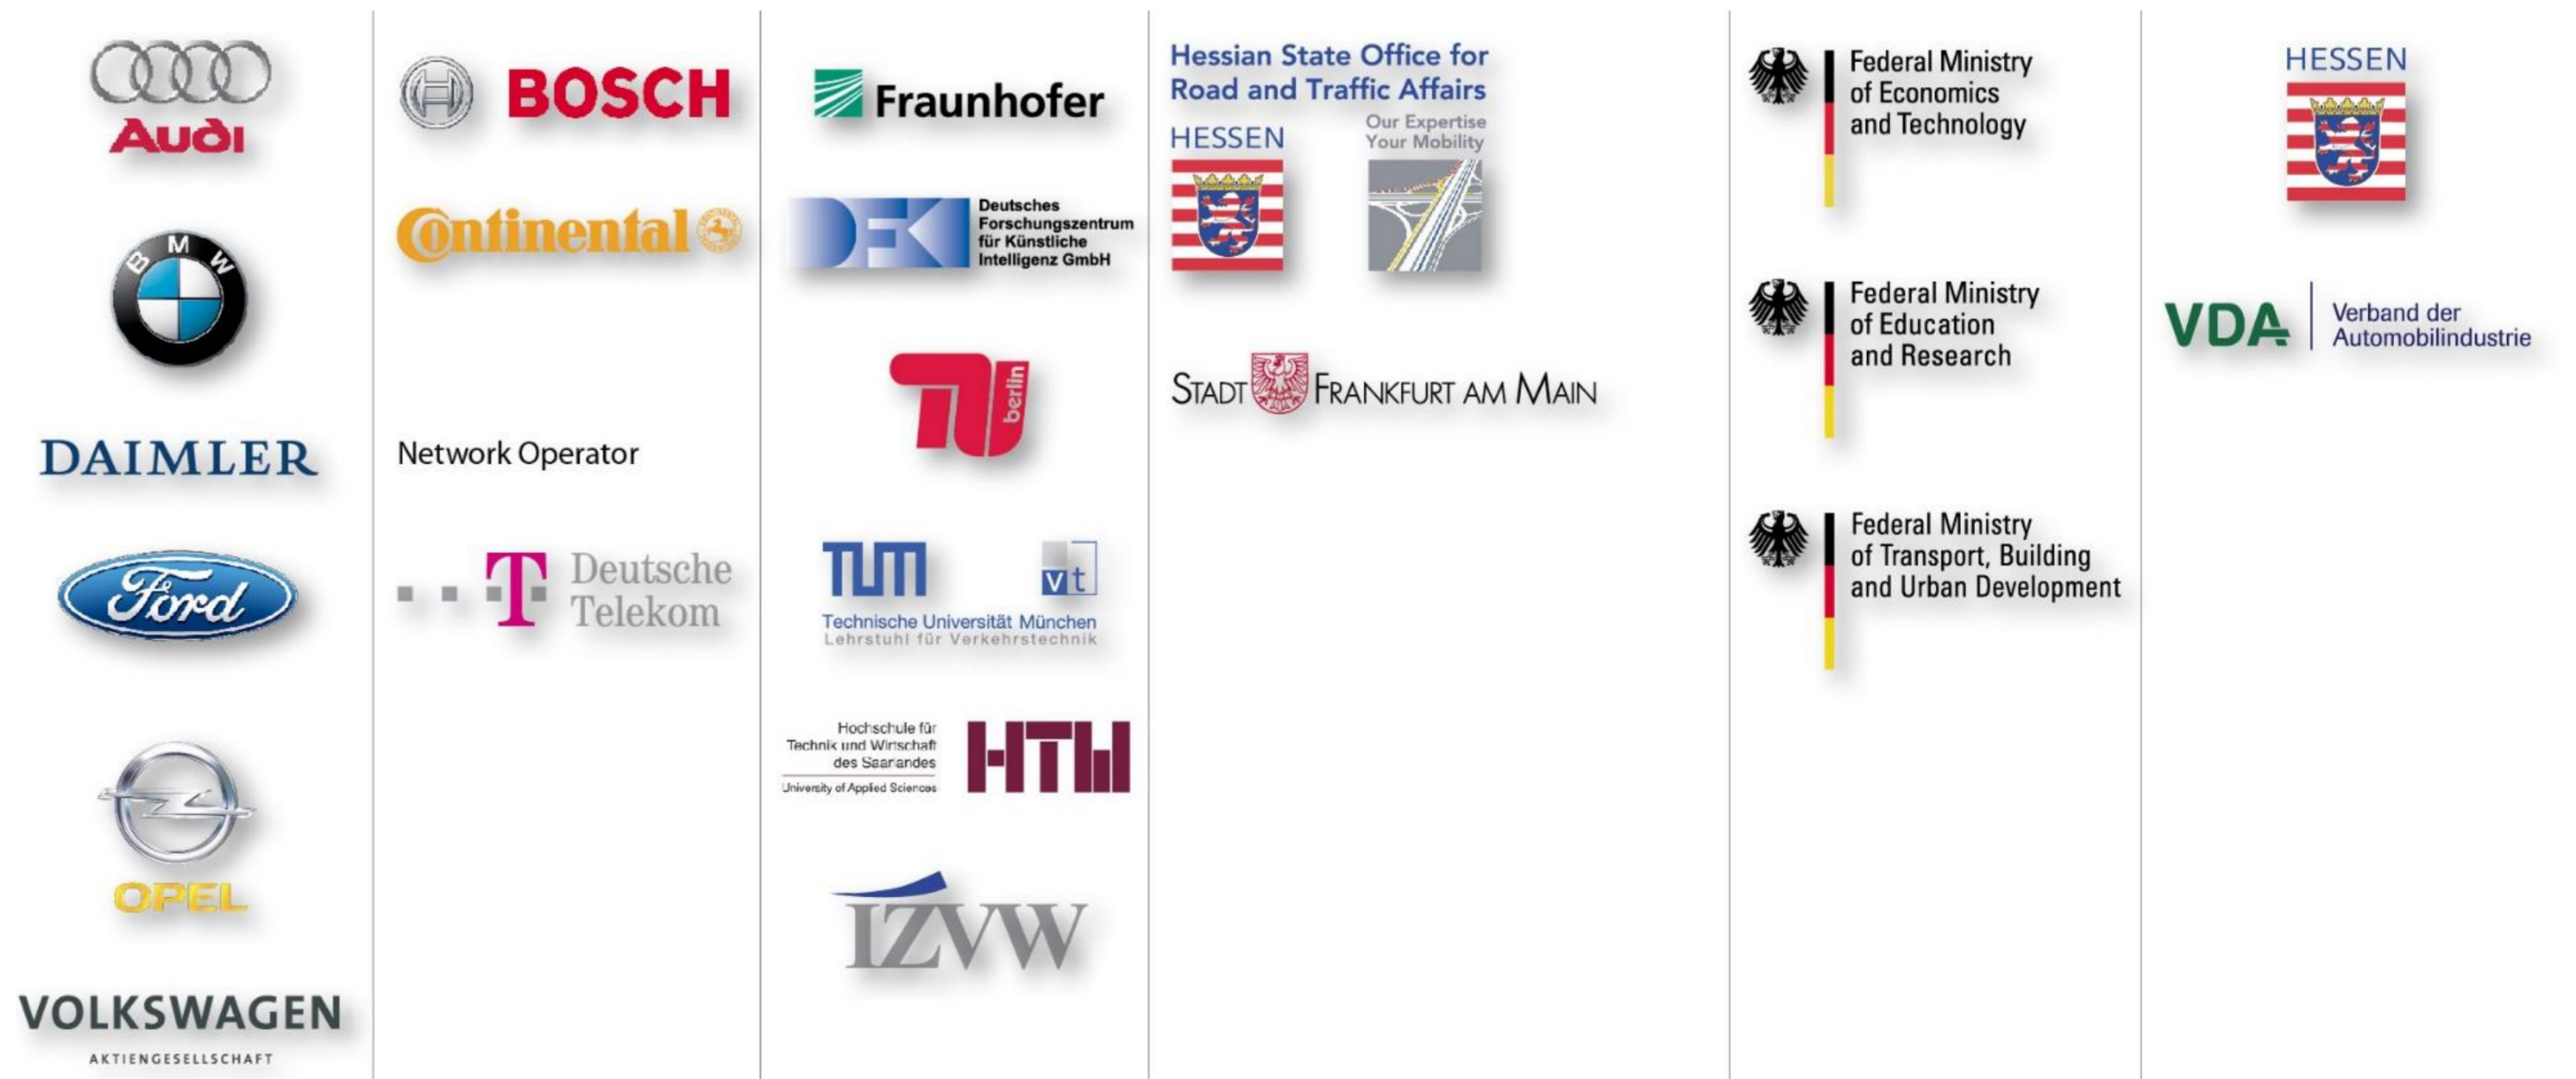 Audi
BMW
DAIMLER
Ford
OPEL
VOLKSWAGEN
AKTIENGESELLSCHAFT
BOSCH
Continental
Network Operator
T Deutsche
Telekom
Fraunhofer
DFKI
Deutsches
Forschungszentrum
für Künstliche
Intelligenz GmbH
TU
berlin
TUM
vt
Technische Universität München
Lehrstuhl für Verkehrstechnik
Hochschule für
Technik und Wirtschaft
des Saarlandes
University of Applied Sciences
HTW
IZVW
Hessian State Office for
Road and Traffic Affairs
HESSEN
Our Expertise
Your Mobility
STADT FRANKFURT AM MAIN
Federal Ministry
of Economics
and Technology
Federal Ministry
of Education
and Research
Federal Ministry
of Transport, Building
and Urban Development
HESSEN
VDA
Verband der
Automobilindustrie